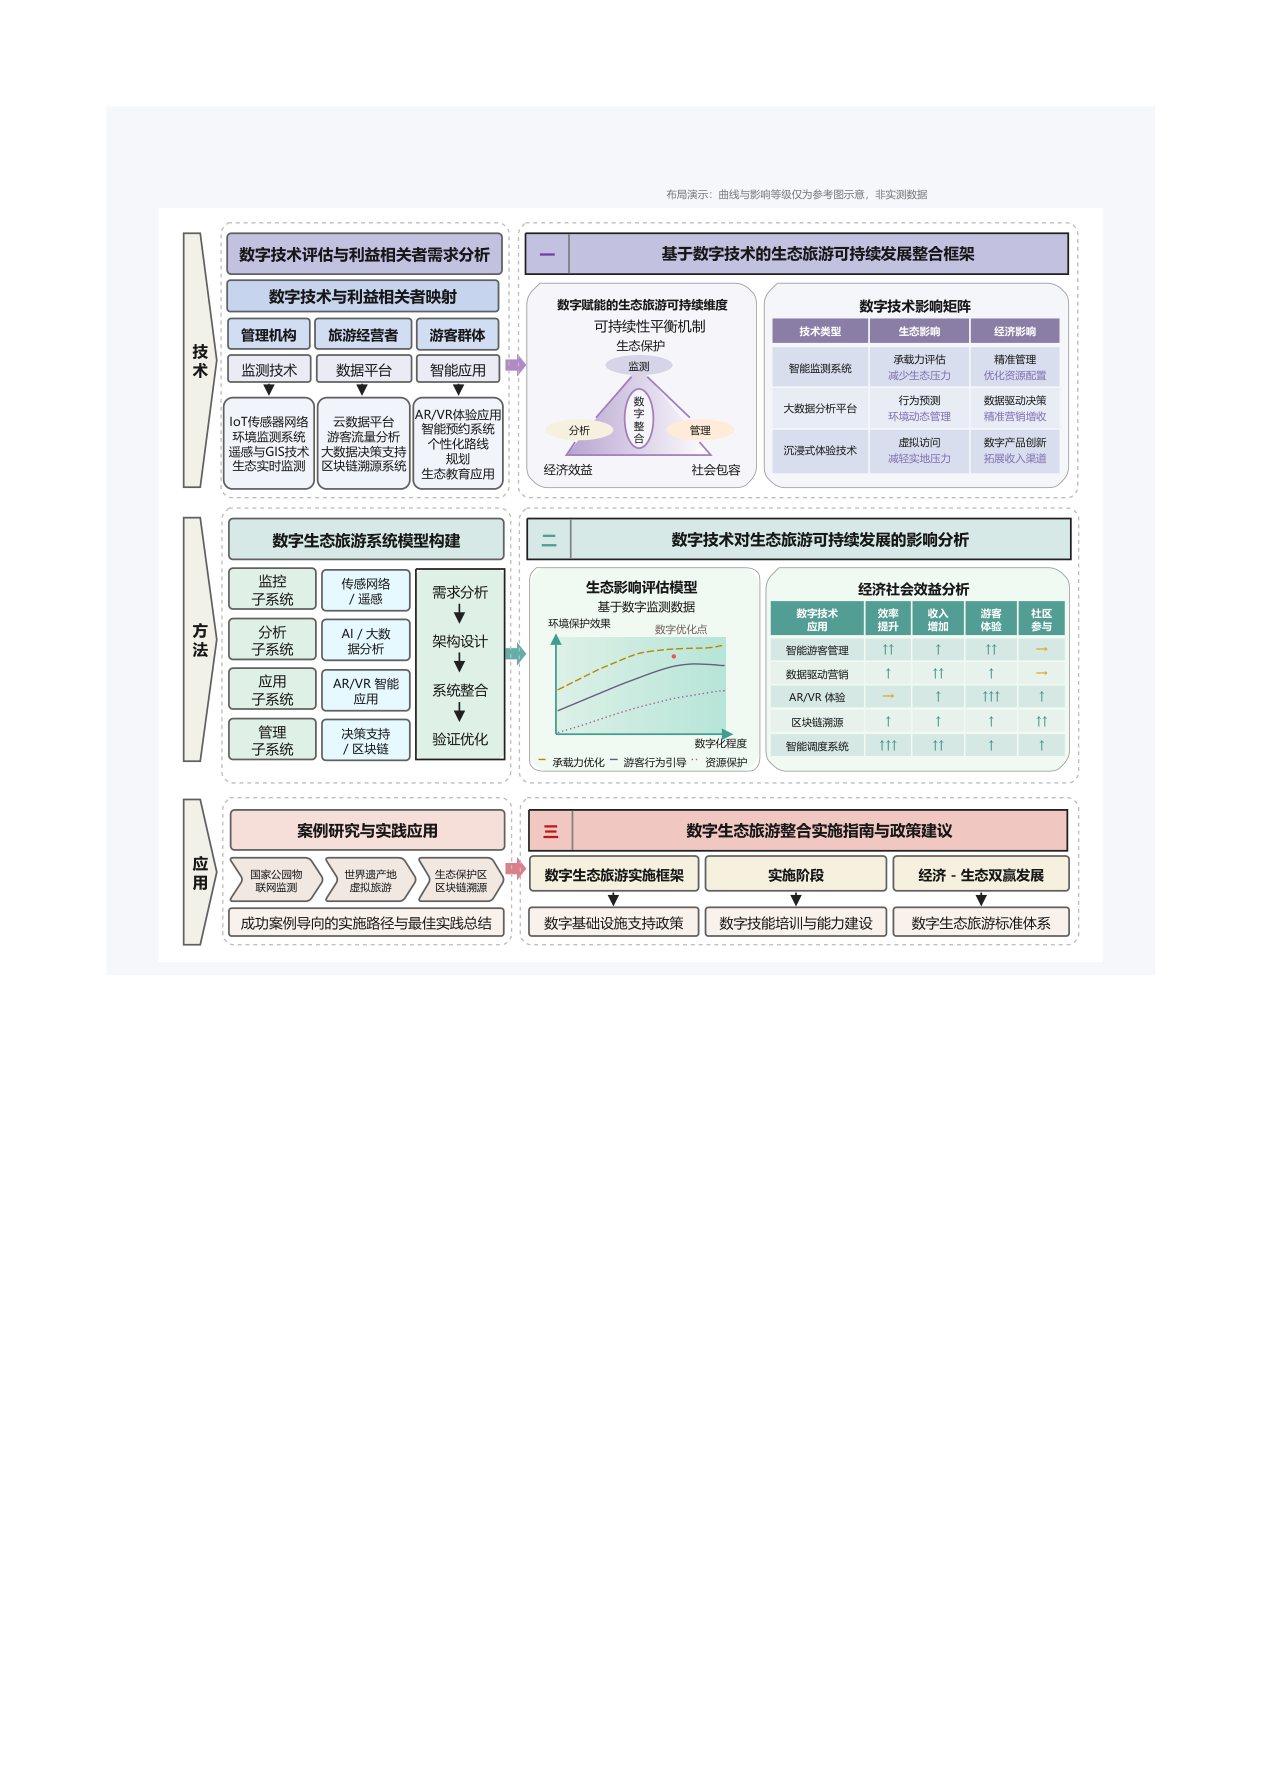 布局演示：曲线与影响等级仅为参考图示意，非实测数据
技
术
数字技术评估与利益相关者需求分析
数字技术与利益相关者映射
管理机构
旅游经营者
游客群体
监测技术
数据平台
智能应用
IoT传感器网络
环境监测系统
遥感与GIS技术
生态实时监测
云数据平台
游客流量分析
大数据决策支持
区块链溯源系统
AR/VR体验应用
智能预约系统
个性化路线
规划
生态教育应用
一
基于数字技术的生态旅游可持续发展整合框架
数字赋能的生态旅游可持续维度
可持续性平衡机制
生态保护
监测
数
字
整
合
分析
管理
经济效益
社会包容
数字技术影响矩阵
技术类型
生态影响
经济影响
智能监测系统
承载力评估
减少生态压力
精准管理
优化资源配置
大数据分析平台
行为预测
环境动态管理
数据驱动决策
精准营销增收
沉浸式体验技术
虚拟访问
减轻实地压力
数字产品创新
拓展收入渠道
方
法
数字生态旅游系统模型构建
监控
子系统
传感网络
/ 遥感
分析
子系统
AI / 大数
据分析
应用
子系统
AR/VR 智能
应用
管理
子系统
决策支持
/ 区块链
需求分析
架构设计
系统整合
验证优化
二
数字技术对生态旅游可持续发展的影响分析
生态影响评估模型
基于数字监测数据
环境保护效果
数字优化点
数字化程度
承载力优化
游客行为引导
资源保护
经济社会效益分析
数字技术
应用
效率
提升
收入
增加
游客
体验
社区
参与
智能游客管理 ↑↑ ↑ ↑↑ →
数据驱动营销 ↑ ↑↑ ↑ →
AR/VR 体验 → ↑ ↑↑↑ ↑
区块链溯源 ↑ ↑ ↑ ↑↑
智能调度系统 ↑↑↑ ↑↑ ↑ ↑
应
用
案例研究与实践应用
国家公园物
联网监测
世界遗产地
虚拟旅游
生态保护区
区块链溯源
成功案例导向的实施路径与最佳实践总结
三
数字生态旅游整合实施指南与政策建议
数字生态旅游实施框架
实施阶段
经济 - 生态双赢发展
数字基础设施支持政策
数字技能培训与能力建设
数字生态旅游标准体系